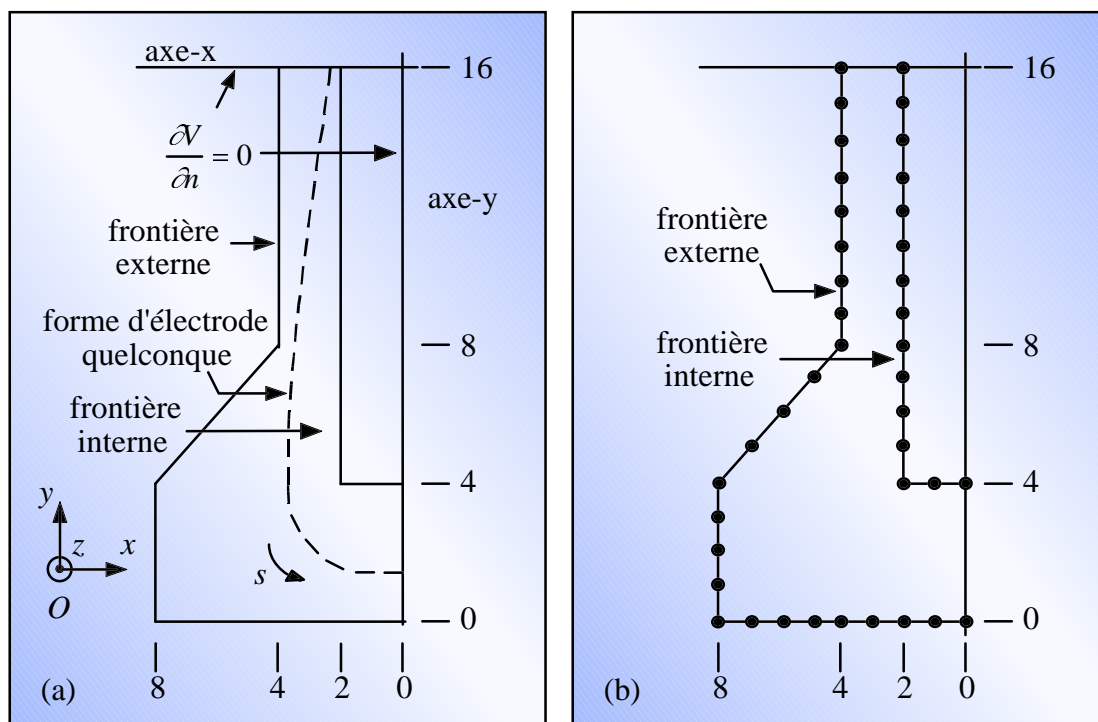 axe-x
16
∂V
∂n
= 0
axe-y
frontière
externe
forme d'électrode
quelconque
8
frontière
interne
4
y
z
x
O
s
0
8
4
2
0
(a)
16
frontière
externe
frontière
interne
8
4
0
8
4
2
0
(b)